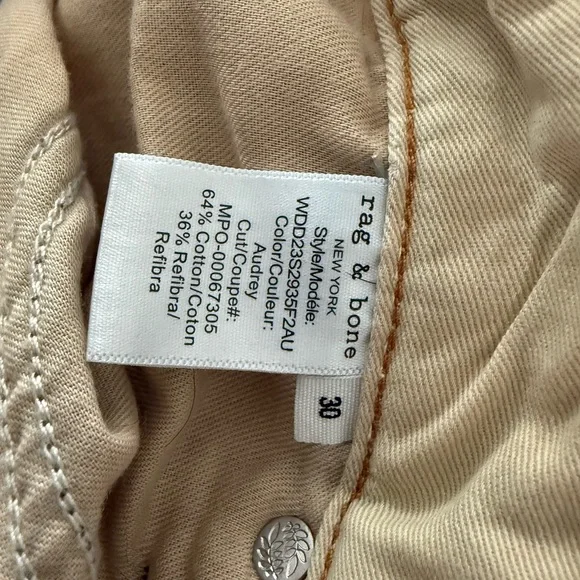 rag & bone
NEW YORK
Style/Modèle:
WDD23S2935F2AU
Color/Couleur:
Audrey
Cut/Coupe#:
MPO-00067305
64% Cotton/Coton
36% Refibra/
Refibra
30